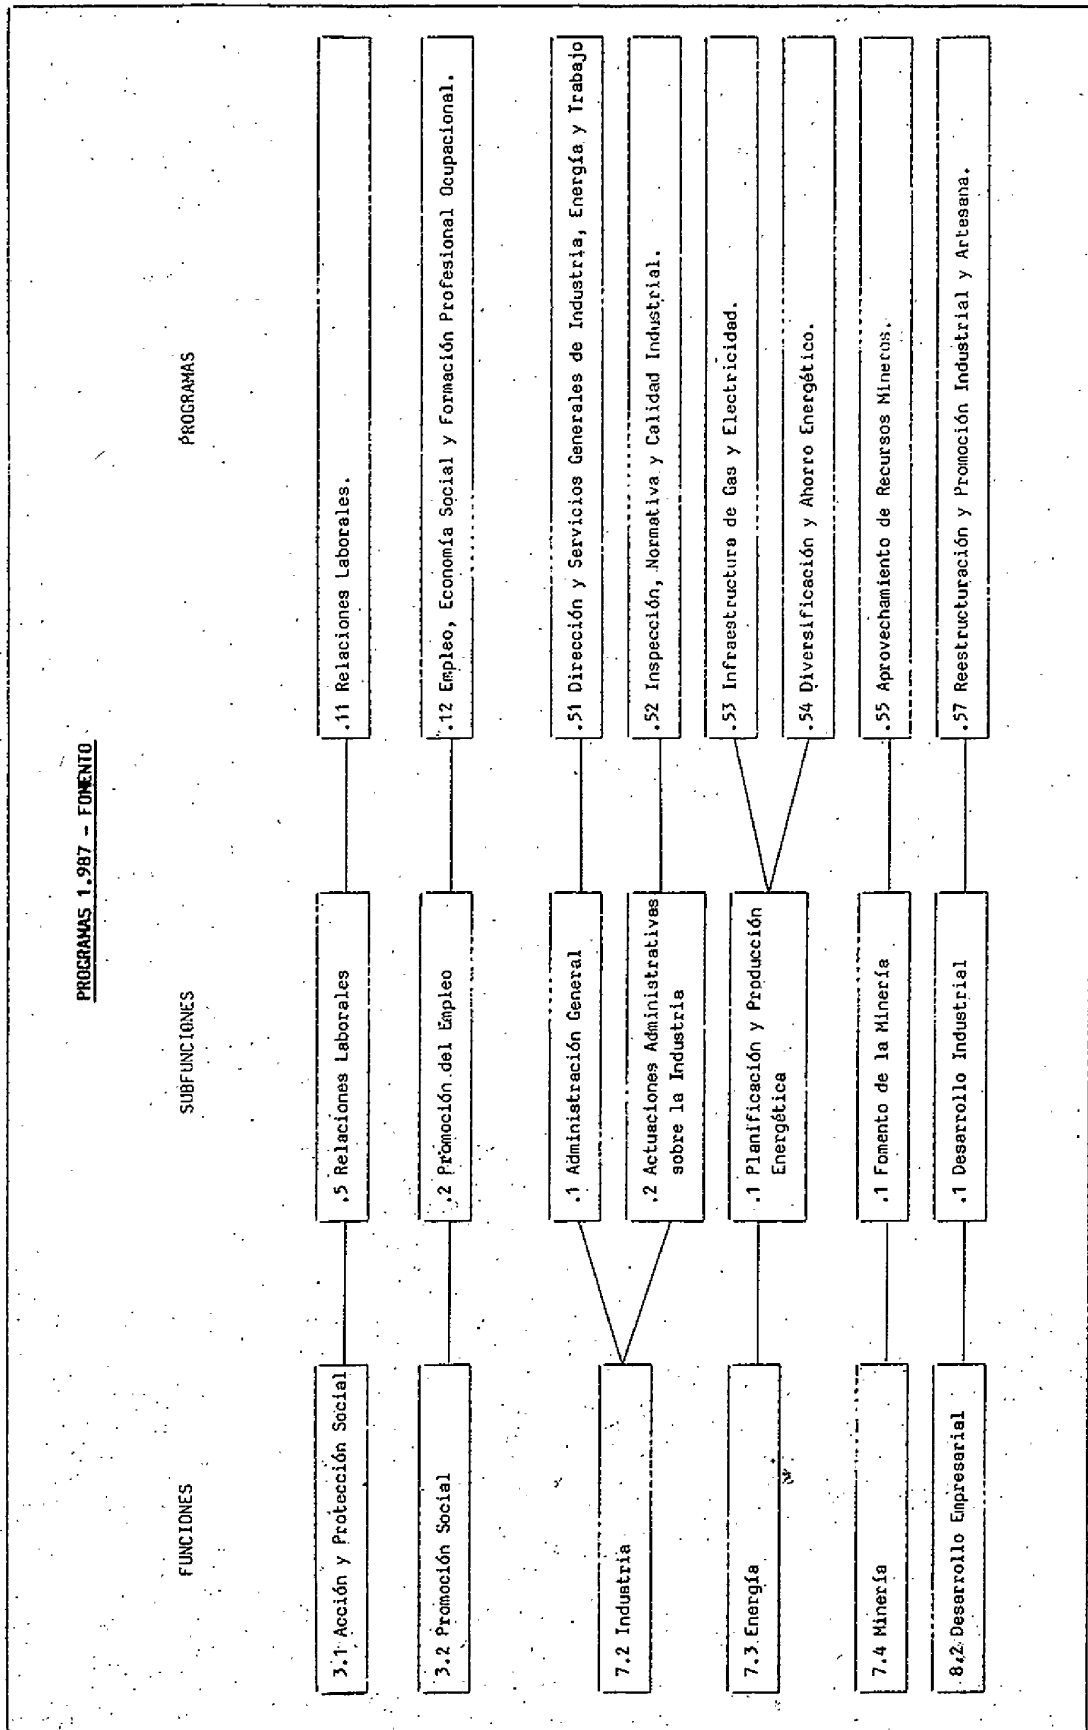 PROGRAMAS 1.987 - FOMENTO
FUNCIONES
SUBFUNCIONES
PROGRAMAS
3.1 Acción y Protección Social
.5 Relaciones Laborales
.11 Relaciones Laborales.
3.2 Promoción Social
.2 Promoción del Empleo
.12 Empleo, Economía Social y Formación Profesional Ocupacional.
7.2 Industria
.1 Administración General
.51 Dirección y Servicios Generales de Industria, Energía y Trabajo
.2 Actuaciones Administrativas
sobre la Industria
.52 Inspección, Normativa y Calidad Industrial.
7.3 Energía
.1 Planificación y Producción
Energética
.53 Infraestructura de Gas y Electricidad.
.54 Diversificación y Ahorro Energético.
7.4 Minería
.1 Fomento de la Minería
.55 Aprovechamiento de Recursos Mineros.
8.2 Desarrollo Empresarial
.1 Desarrollo Industrial
.57 Reestructuración y Promoción Industrial y Artesana.